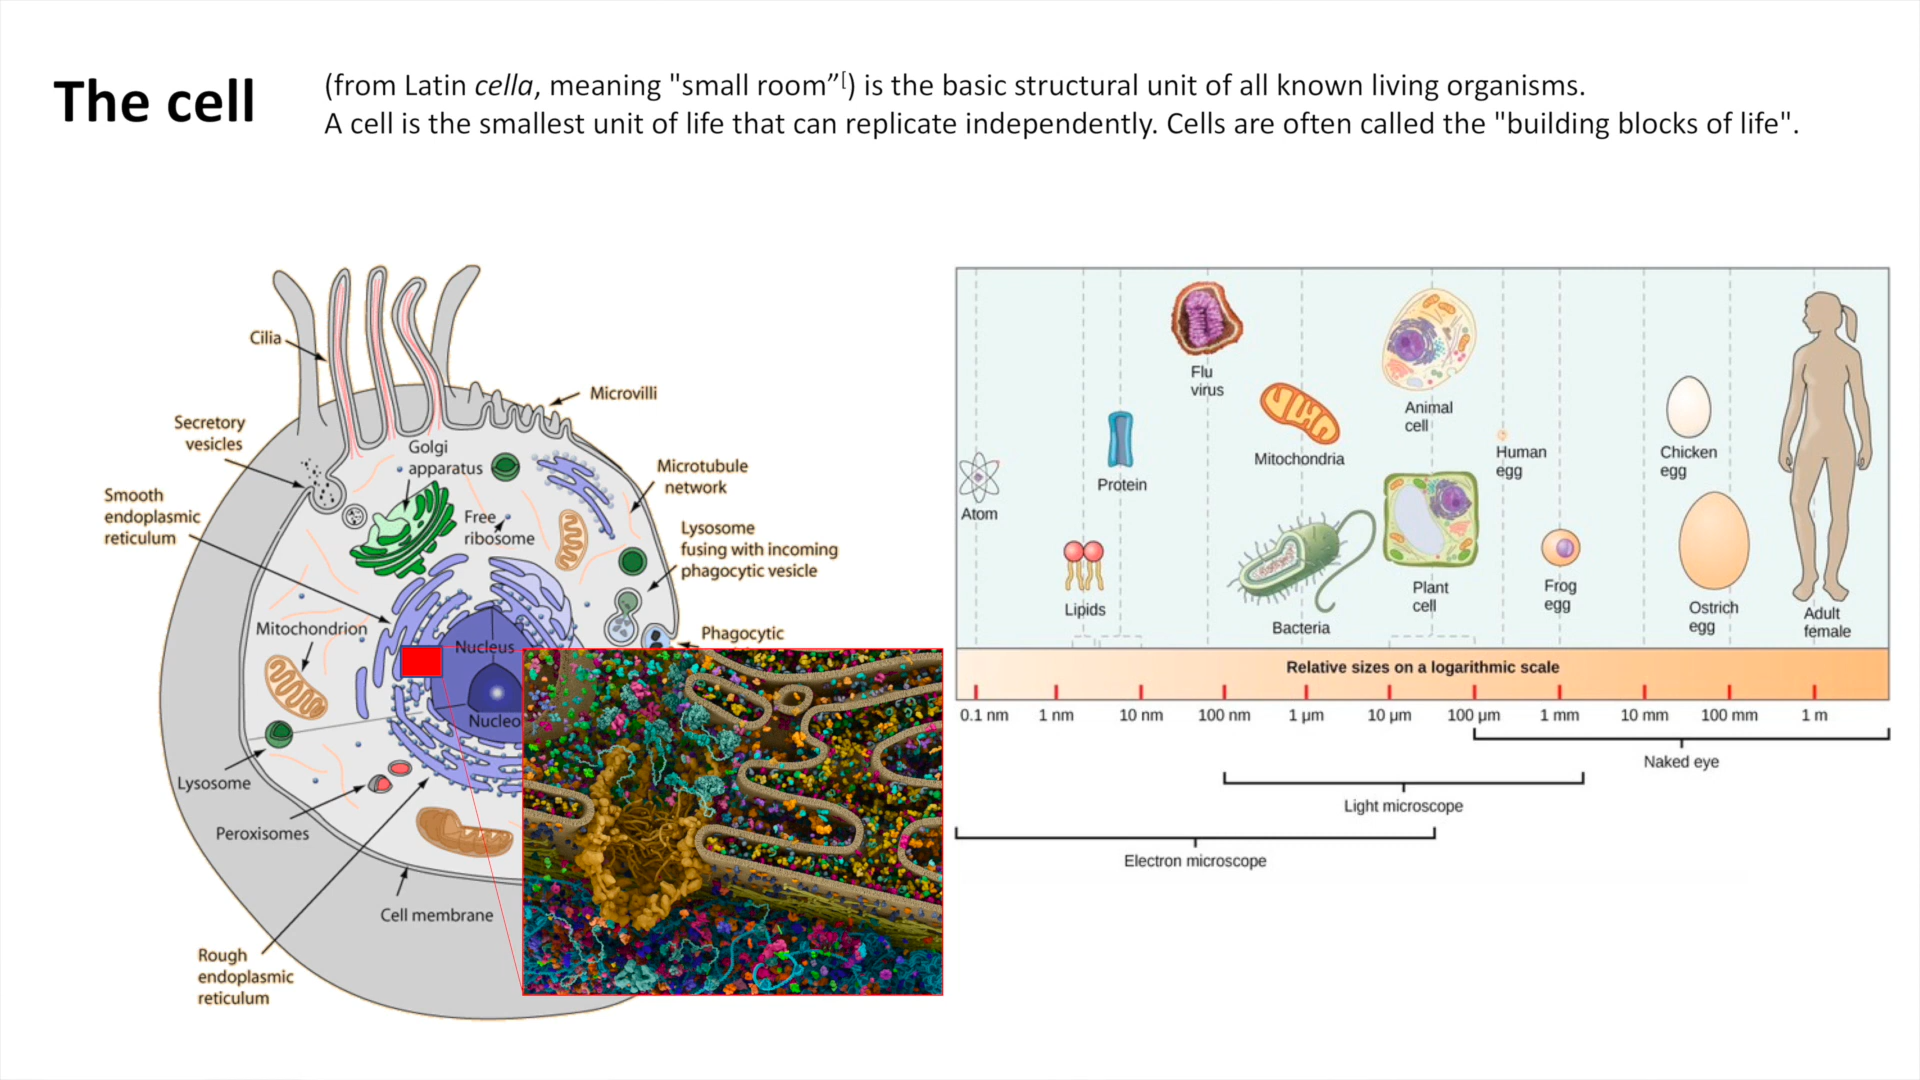 The cell
(from Latin cella, meaning "small room”[) is the basic structural unit of all known living organisms.
A cell is the smallest unit of life that can replicate independently. Cells are often called the "building blocks of life".
Cilia
Microvilli
Secretory
vesicles
Golgi
apparatus
Microtubule
network
Smooth
endoplasmic
reticulum
Free
ribosome
Lysosome
fusing with incoming
phagocytic vesicle
Mitochondrion
Phagocytic
Nucleus
Nucleo
Lysosome
Peroxisomes
Cell membrane
Rough
endoplasmic
reticulum
Flu
virus
Animal
cell
Mitochondria
Human
egg
Chicken
egg
Protein
Atom
Lipids
Bacteria
Plant
cell
Frog
egg
Ostrich
egg
Adult
female
Relative sizes on a logarithmic scale
0.1 nm 1 nm 10 nm 100 nm 1 µm 10 µm 100 µm 1 mm 10 mm 100 mm 1 m
Naked eye
Light microscope
Electron microscope